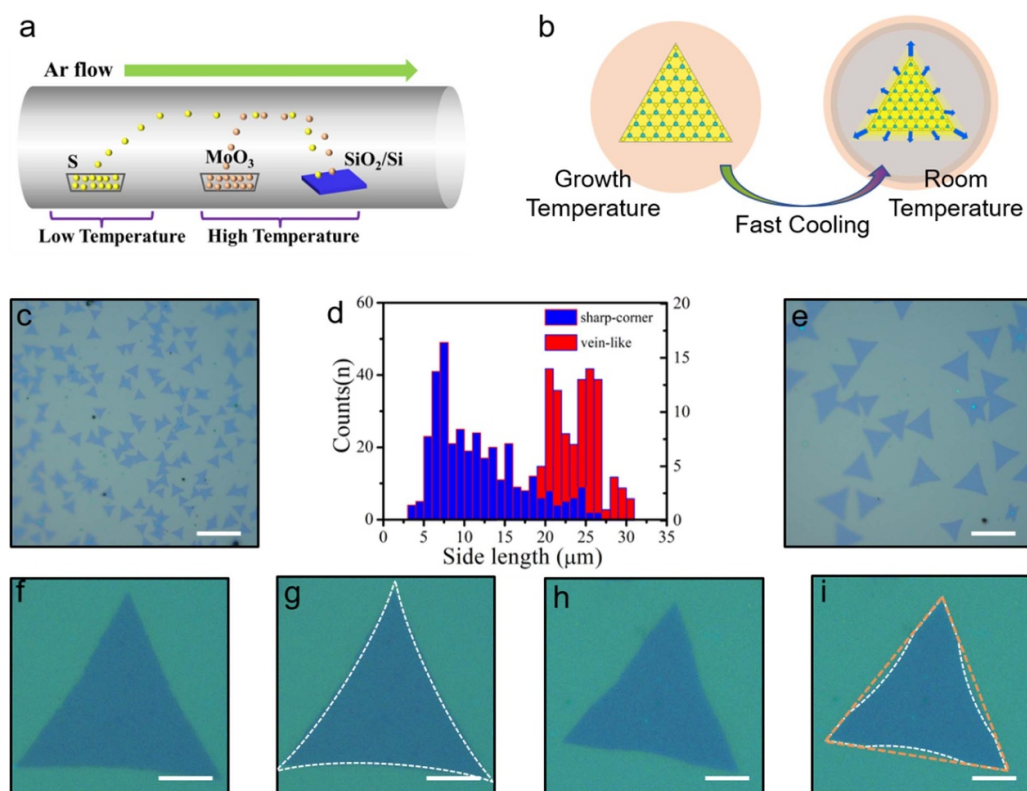 a
Ar flow
S
MoO₃
SiO₂/Si
Low Temperature
High Temperature
b
Growth
Temperature
Fast Cooling
Room
Temperature
c
d
60
40
20
0
Counts(n)
20
15
10
5
0
sharp-corner
vein-like
0 5 10 15 20 25 30 35
Side length (μm)
e
f
g
h
i